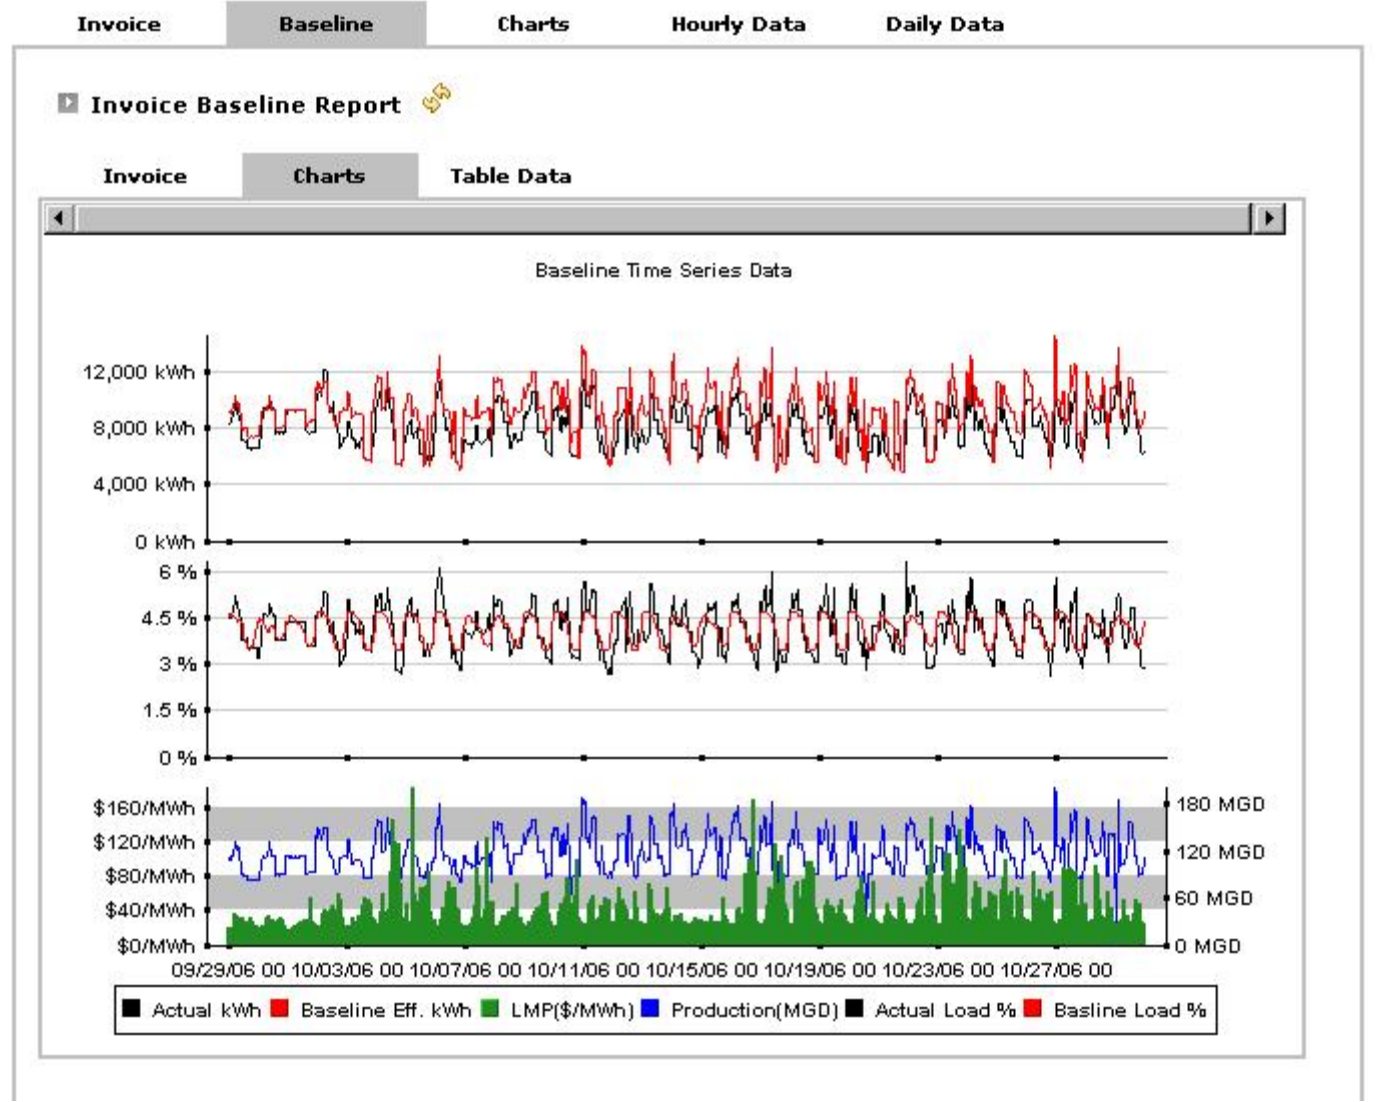 Invoice Baseline Charts Hourly Data Daily Data
Invoice Baseline Report
Invoice Charts Table Data
Baseline Time Series Data
12,000 kWh
8,000 kWh
4,000 kWh
0 kWh
6 %
4.5 %
3 %
1.5 %
0 %
$160/MWh 180 MGD
$120/MWh 120 MGD
$80/MWh
$40/MWh 60 MGD
$0/MWh 0 MGD
09/29/06 00 10/03/06 00 10/07/06 00 10/11/06 00 10/15/06 00 10/19/06 00 10/23/06 00 10/27/06 00
Actual kWh Baseline Eff. kWh LMP($/MWh) Production(MGD) Actual Load % Basline Load %